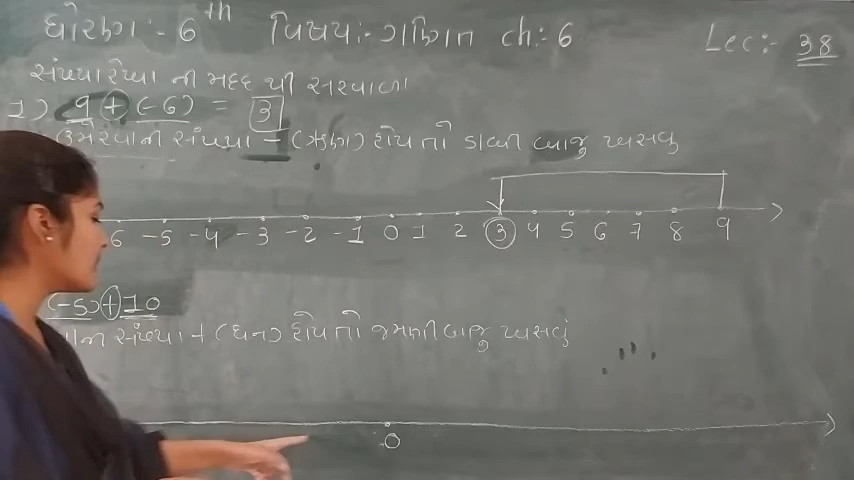 ધોરણ :- 6th વિષય :- ગણિત ch:- 6 Lec:- 38
સંખ્યારેખા ની મદદ થી સરવાળા
1) 9 + (-6) = 3
ઉમેરવાની સંખ્યા - (ઋણ) હોય તો ડાબી બાજુ ખસવું
6 -5 -4 -3 -2 -1 0 1 2 3 4 5 6 7 8 9
(-5) + 10
સંખ્યા + (ધન) હોય તો જમણી બાજુ ખસવું
0